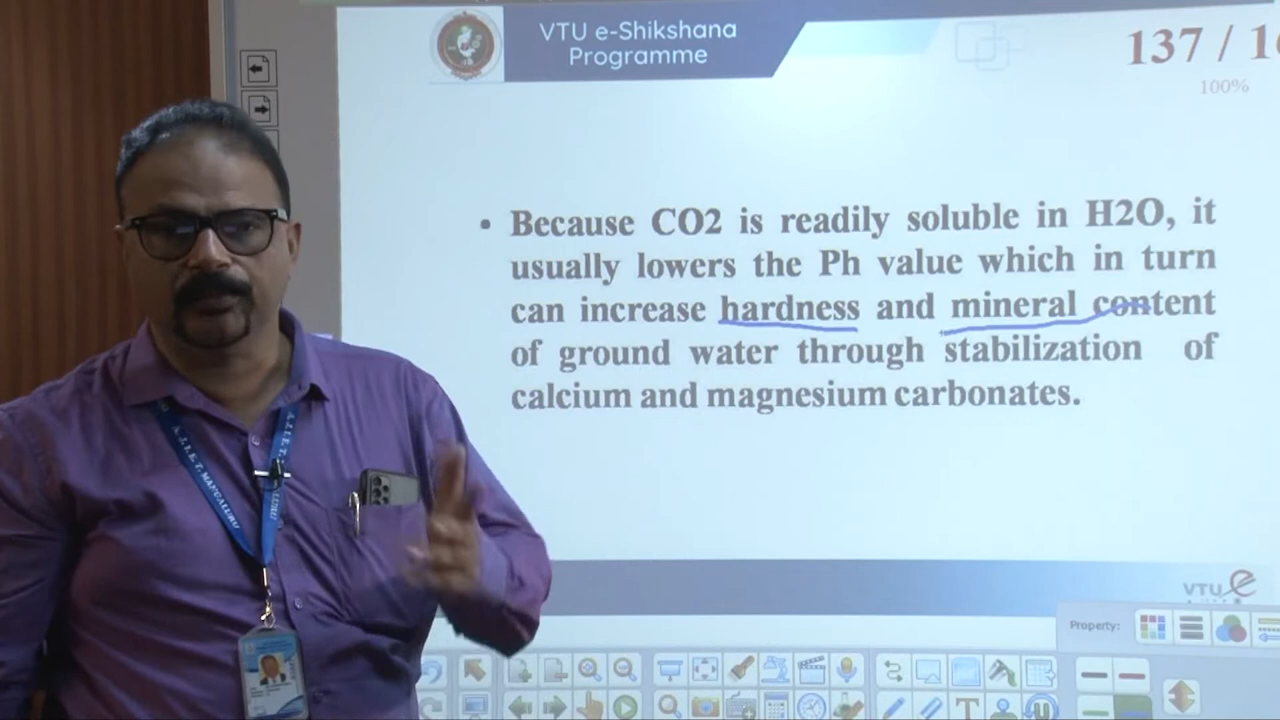 VTU e-Shikshana
Programme
137 /
100%
• Because CO2 is readily soluble in H2O, it
usually lowers the Ph value which in turn
can increase hardness and mineral content
of ground water through stabilization of
calcium and magnesium carbonates.
A.J.I.E.T. MANGALURU
A.J.I.E.T.
VTU e
Property: